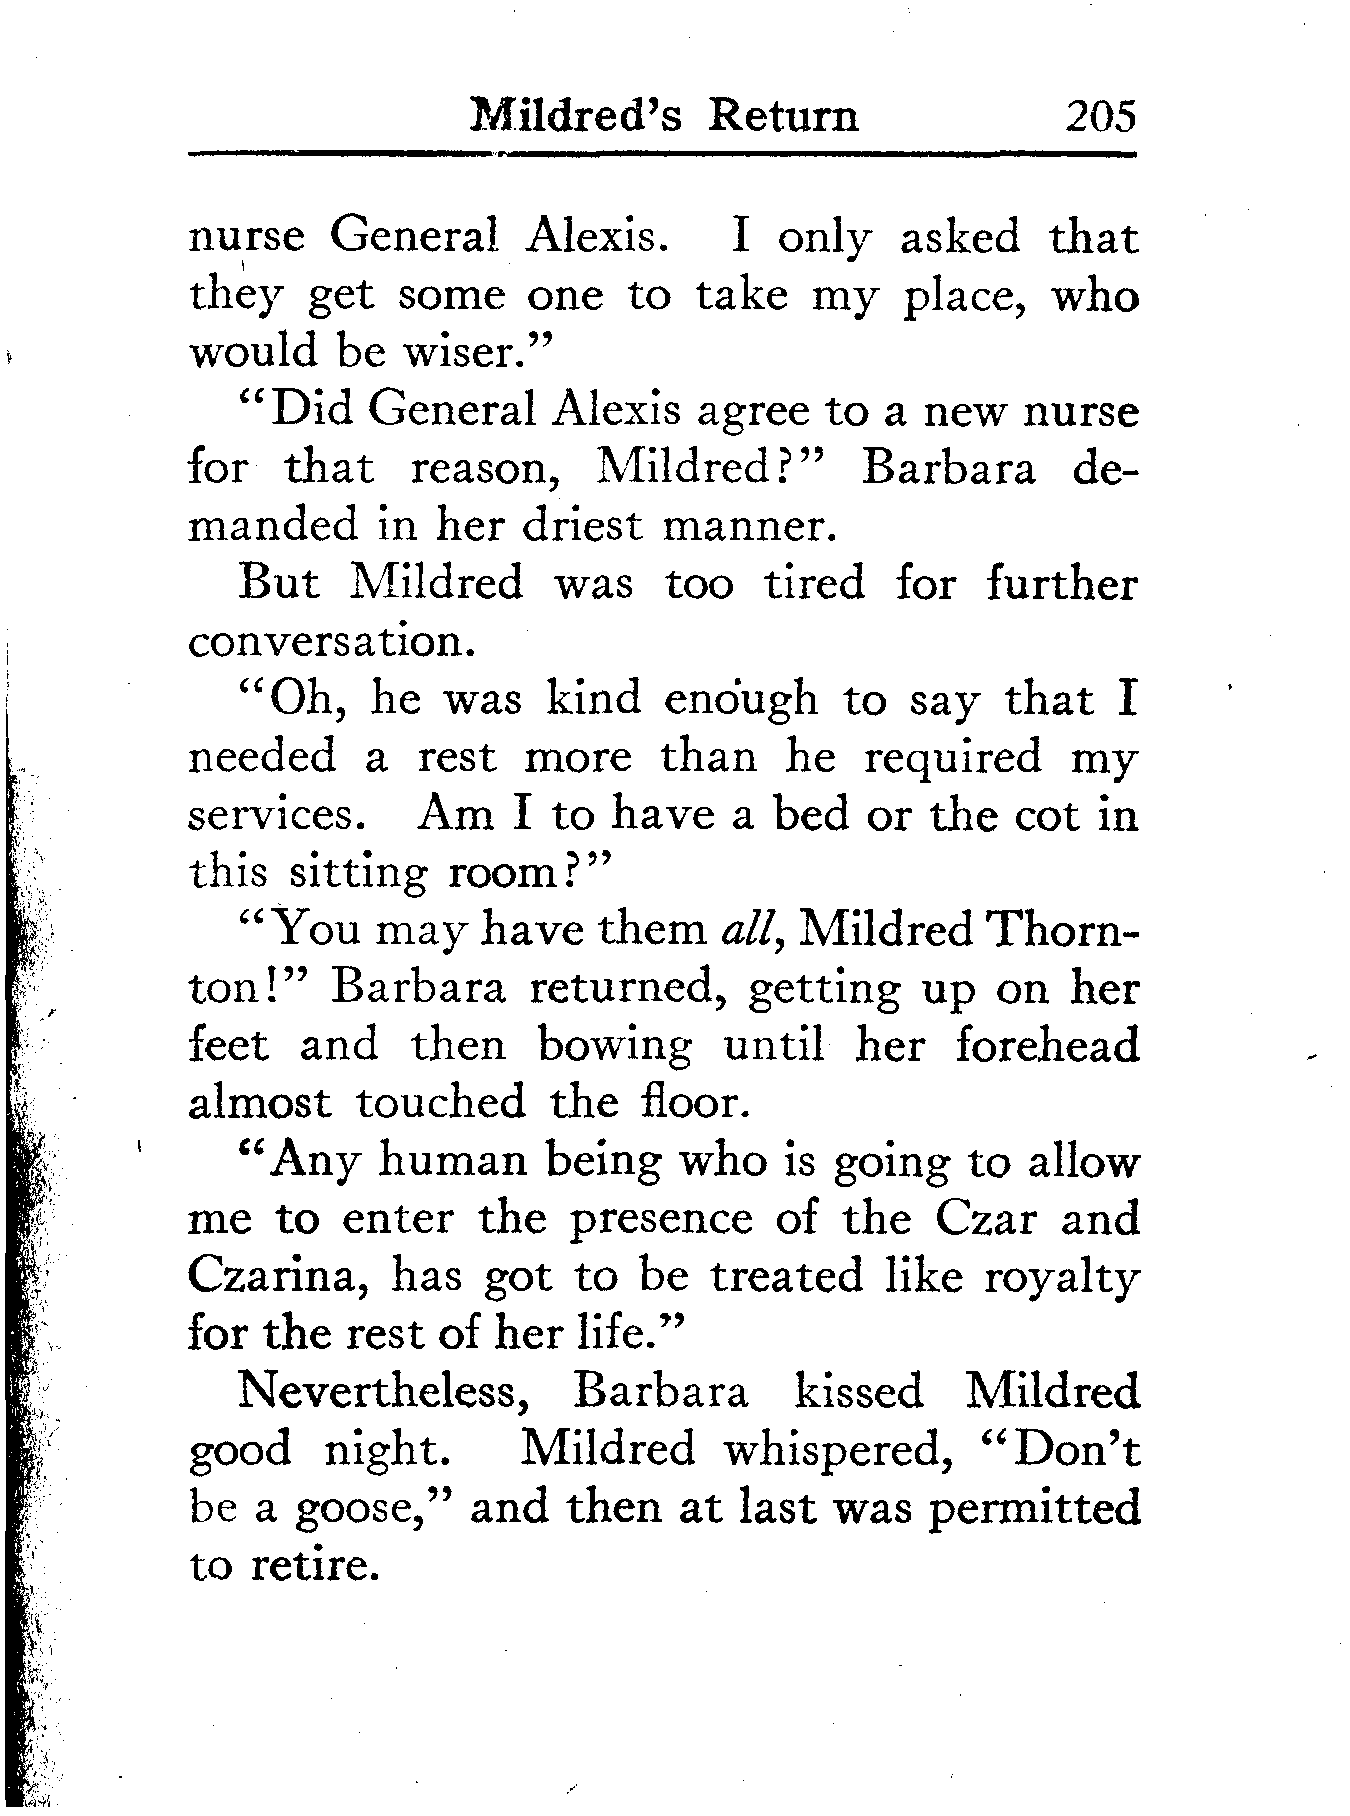 Mildred's Return 205
nurse General Alexis. I only asked that
they get some one to take my place, who
would be wiser."
"Did General Alexis agree to a new nurse
for that reason, Mildred?" Barbara de-
manded in her driest manner.
But Mildred was too tired for further
conversation.
"Oh, he was kind enough to say that I
needed a rest more than he required my
services. Am I to have a bed or the cot in
this sitting room?"
"You may have them all, Mildred Thorn-
ton!" Barbara returned, getting up on her
feet and then bowing until her forehead
almost touched the floor.
"Any human being who is going to allow
me to enter the presence of the Czar and
Czarina, has got to be treated like royalty
for the rest of her life."
Nevertheless, Barbara kissed Mildred
good night. Mildred whispered, "Don't
be a goose," and then at last was permitted
to retire.